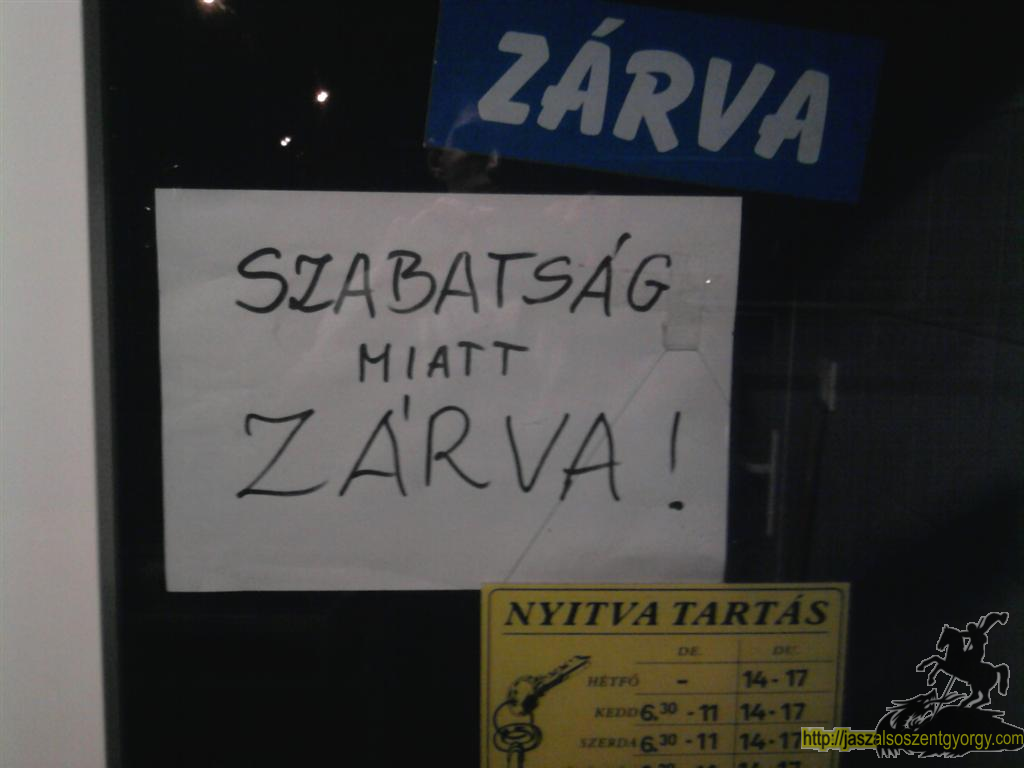 ZÁRVA
SZABATSÁG
MIATT
ZÁRVA!
NYITVA TARTÁS
DE. DU.
HÉTFŐ - 14-17
KEDD 6.30 - 11 14-17
SZERDA 6.30 - 11 14-17
http://jaszalsoszentgyorgy.com